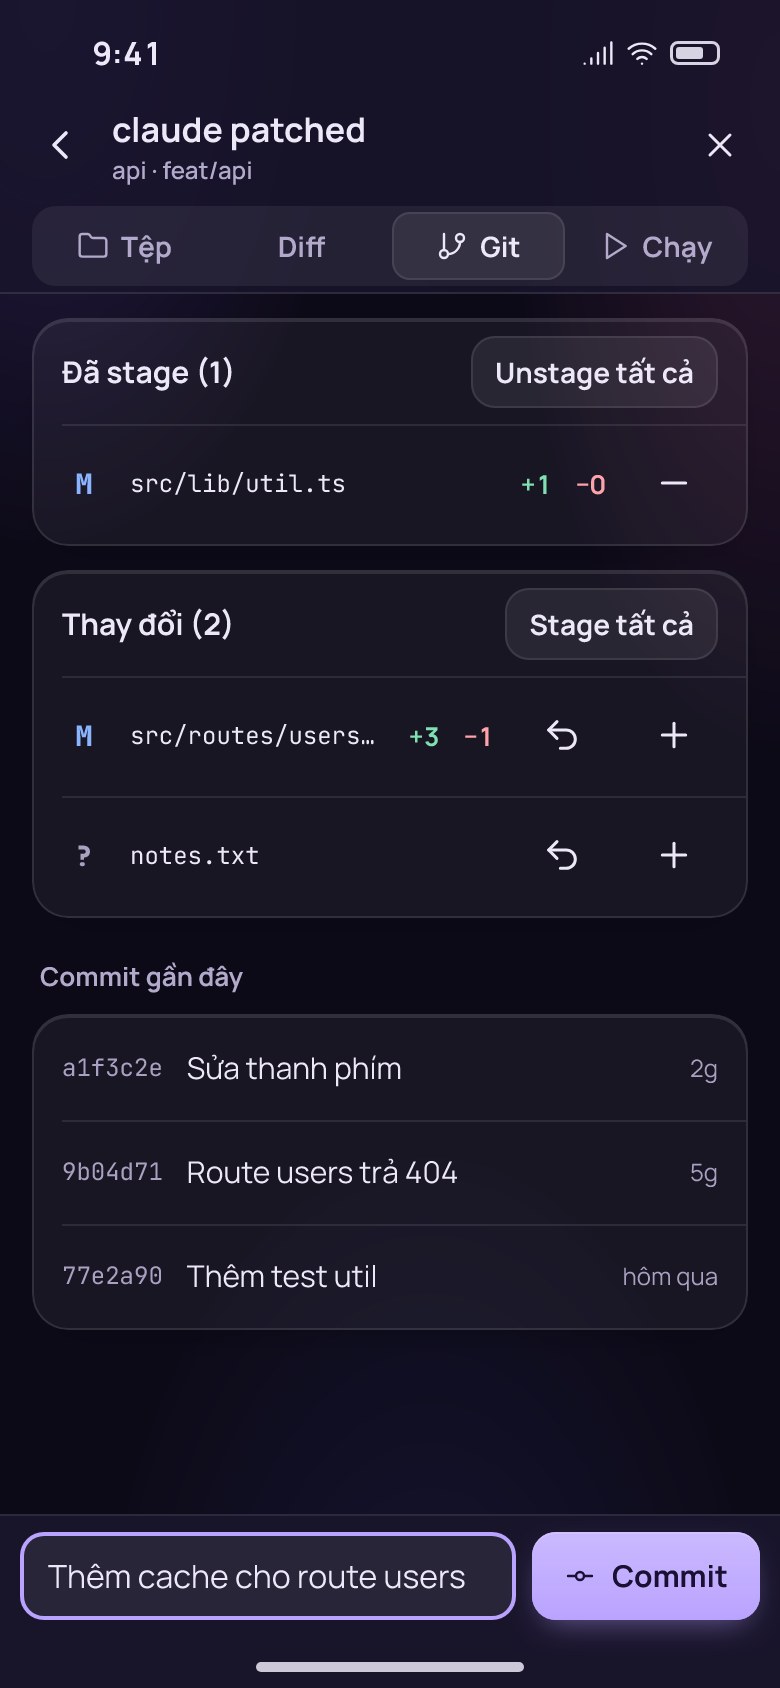 9:41
claude patched
api · feat/api
Tệp
Diff
Git
Chạy
Đã stage (1)
Unstage tất cả
M src/lib/util.ts +1 −0
Thay đổi (2)
Stage tất cả
M src/routes/users… +3 −1
? notes.txt
Commit gần đây
a1f3c2e Sửa thanh phím 2g
9b04d71 Route users trả 404 5g
77e2a90 Thêm test util hôm qua
Thêm cache cho route users
Commit